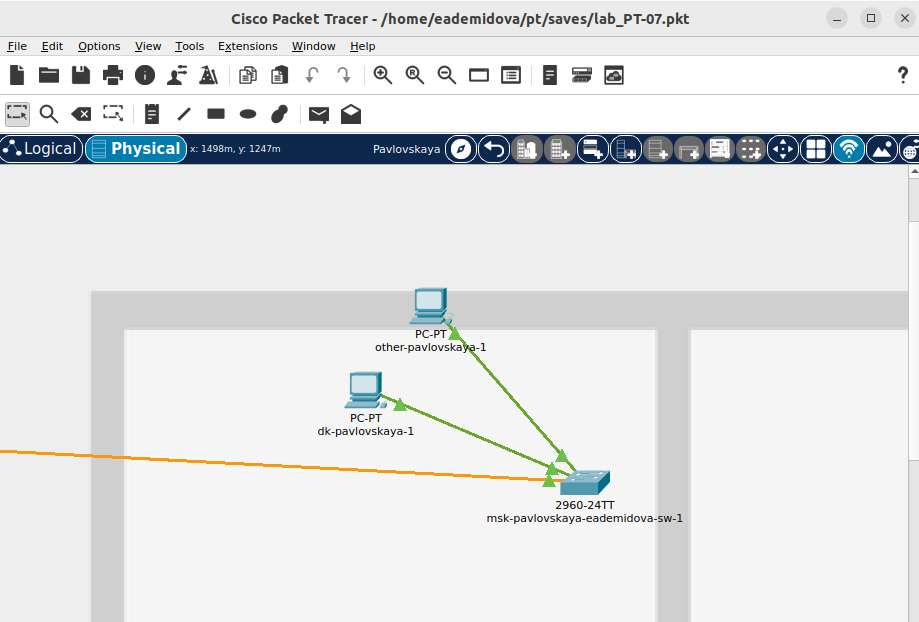 Cisco Packet Tracer - /home/eademidova/pt/saves/lab_PT-07.pkt
File Edit Options View Tools Extensions Window Help
Logical Physical x: 1498m, y: 1247m Pavlovskaya
PC-PT
other-pavlovskaya-1
PC-PT
dk-pavlovskaya-1
2960-24TT
msk-pavlovskaya-eademidova-sw-1